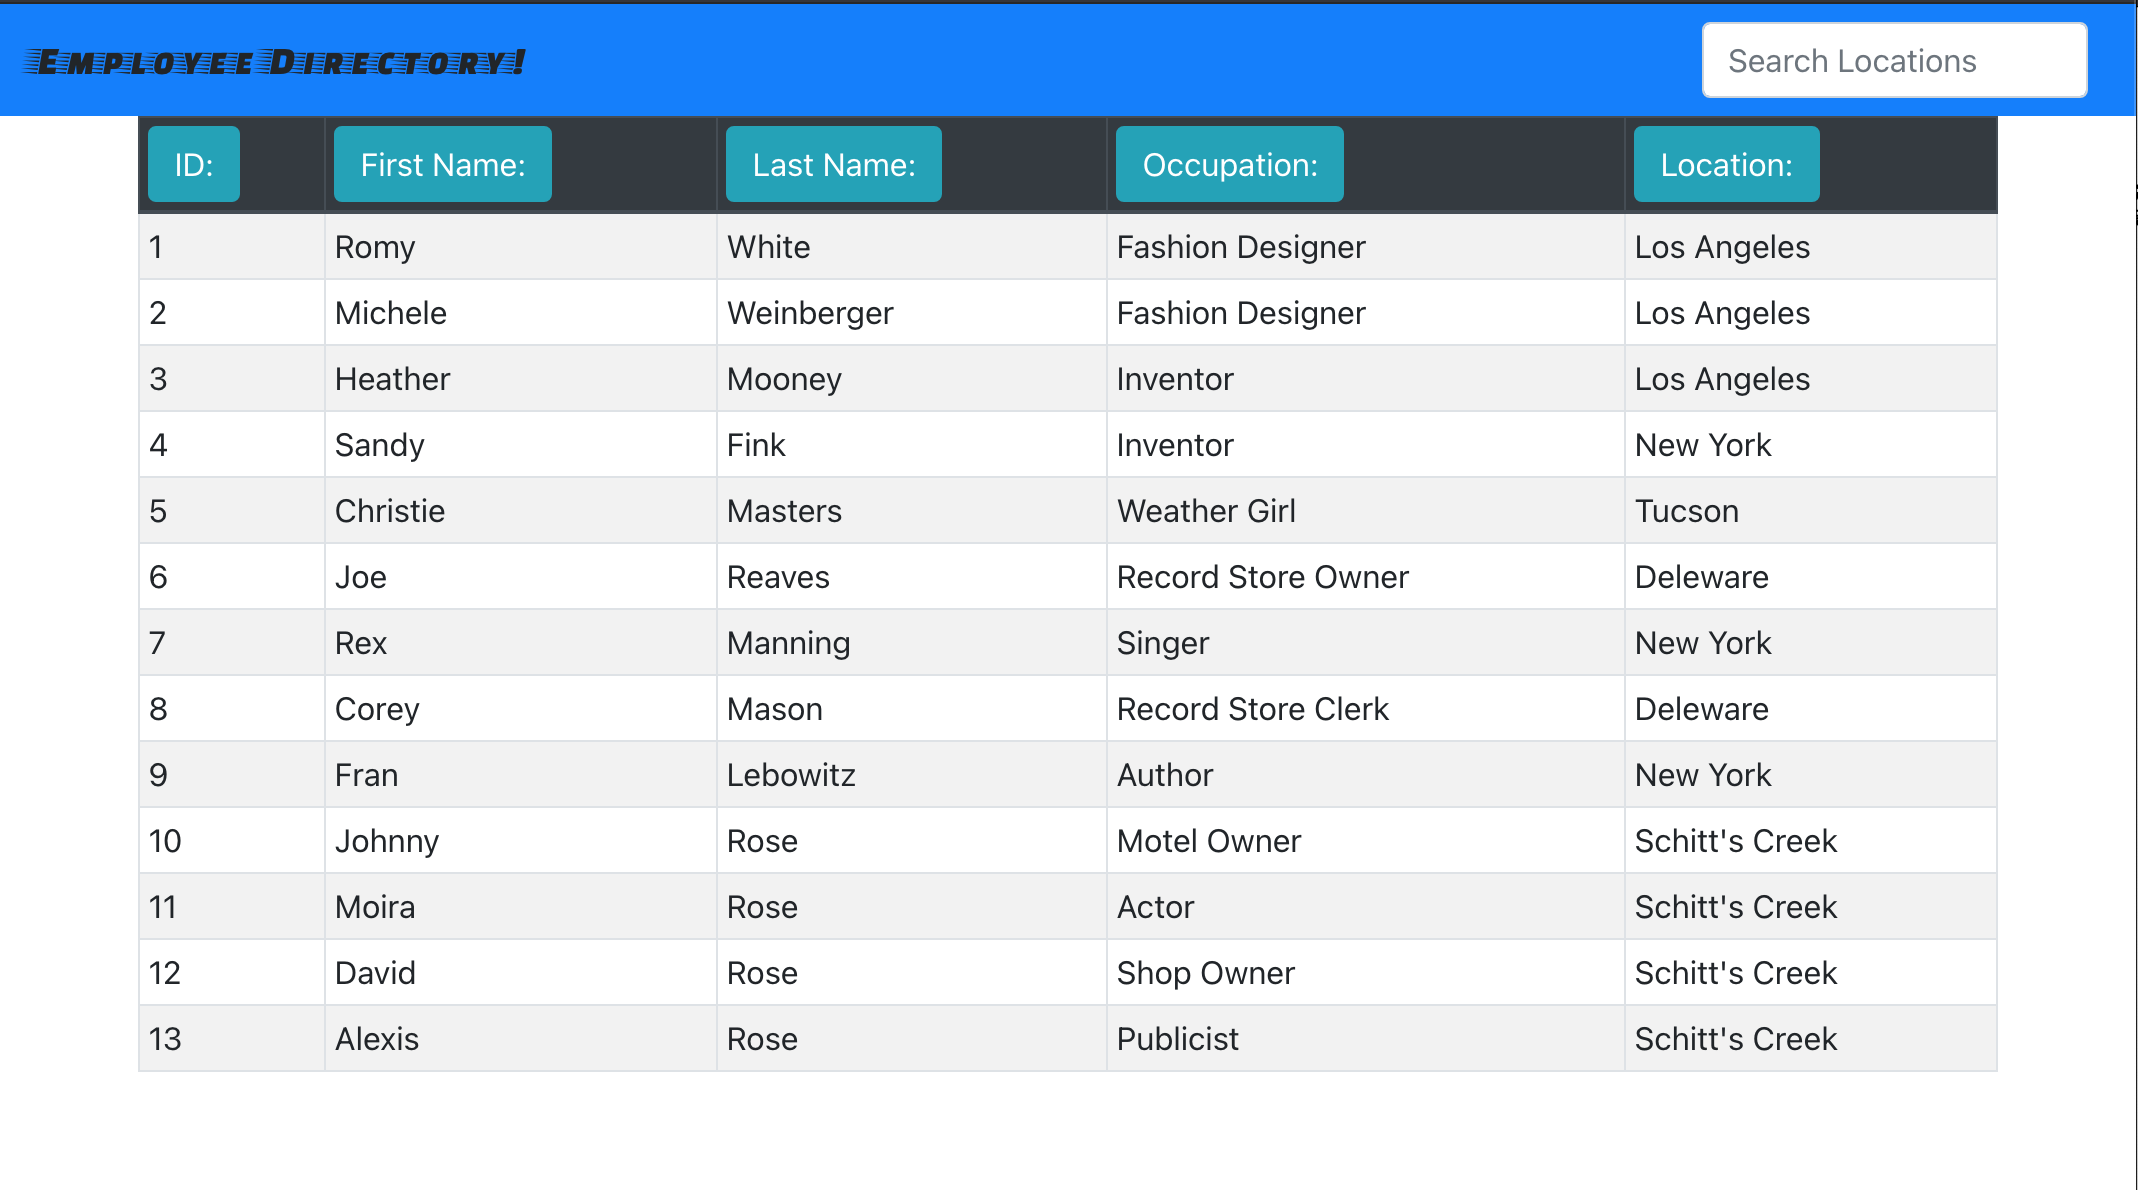 Employee Directory!
Search Locations
ID: First Name: Last Name: Occupation: Location:
1 Romy White Fashion Designer Los Angeles
2 Michele Weinberger Fashion Designer Los Angeles
3 Heather Mooney Inventor Los Angeles
4 Sandy Fink Inventor New York
5 Christie Masters Weather Girl Tucson
6 Joe Reaves Record Store Owner Deleware
7 Rex Manning Singer New York
8 Corey Mason Record Store Clerk Deleware
9 Fran Lebowitz Author New York
10 Johnny Rose Motel Owner Schitt's Creek
11 Moira Rose Actor Schitt's Creek
12 David Rose Shop Owner Schitt's Creek
13 Alexis Rose Publicist Schitt's Creek